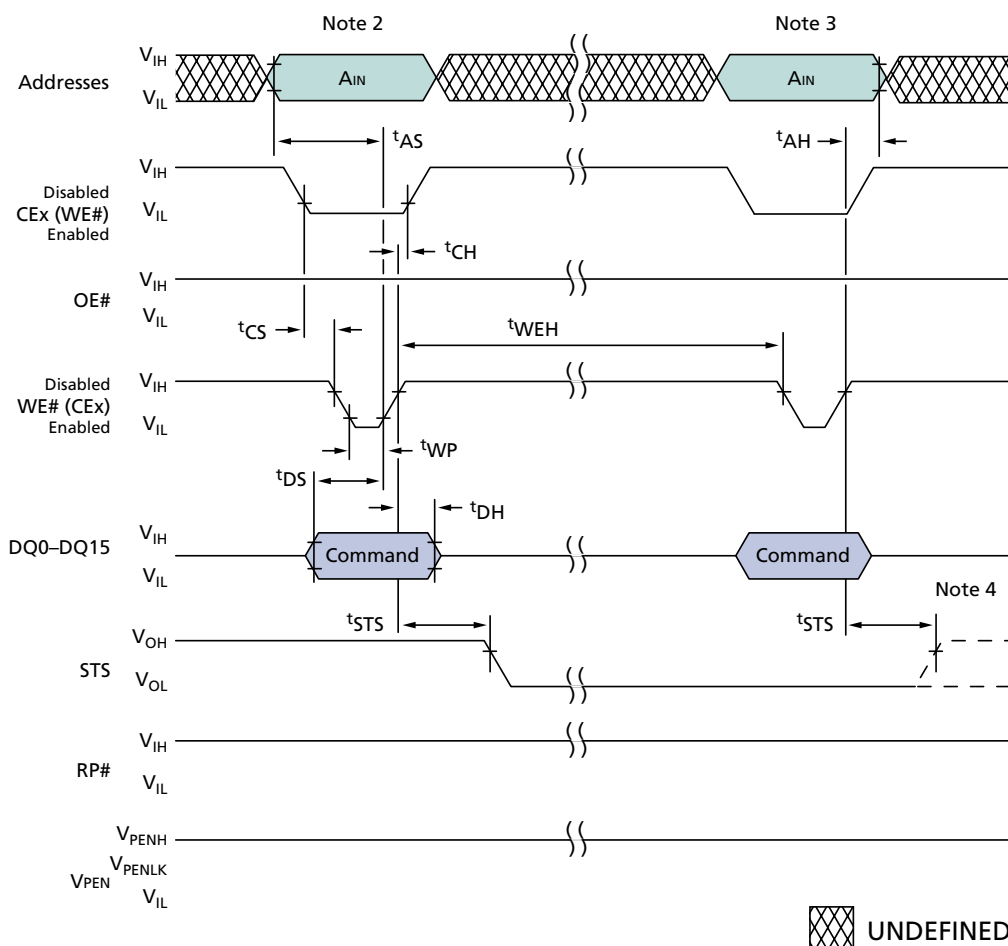 Note 2
Note 3
Addresses
VIH
VIL
AIN
AIN
tAS
tAH
Disabled
CEx (WE#)
Enabled
VIH
VIL
tCH
OE#
VIH
VIL
tCS
tWEH
Disabled
WE# (CEx)
Enabled
VIH
VIL
tWP
tDS
tDH
DQ0–DQ15
VIH
VIL
Command
Command
Note 4
tSTS
tSTS
STS
VOH
VOL
RP#
VIH
VIL
VPEN
VPENH
VPENLK
VIL
UNDEFINED